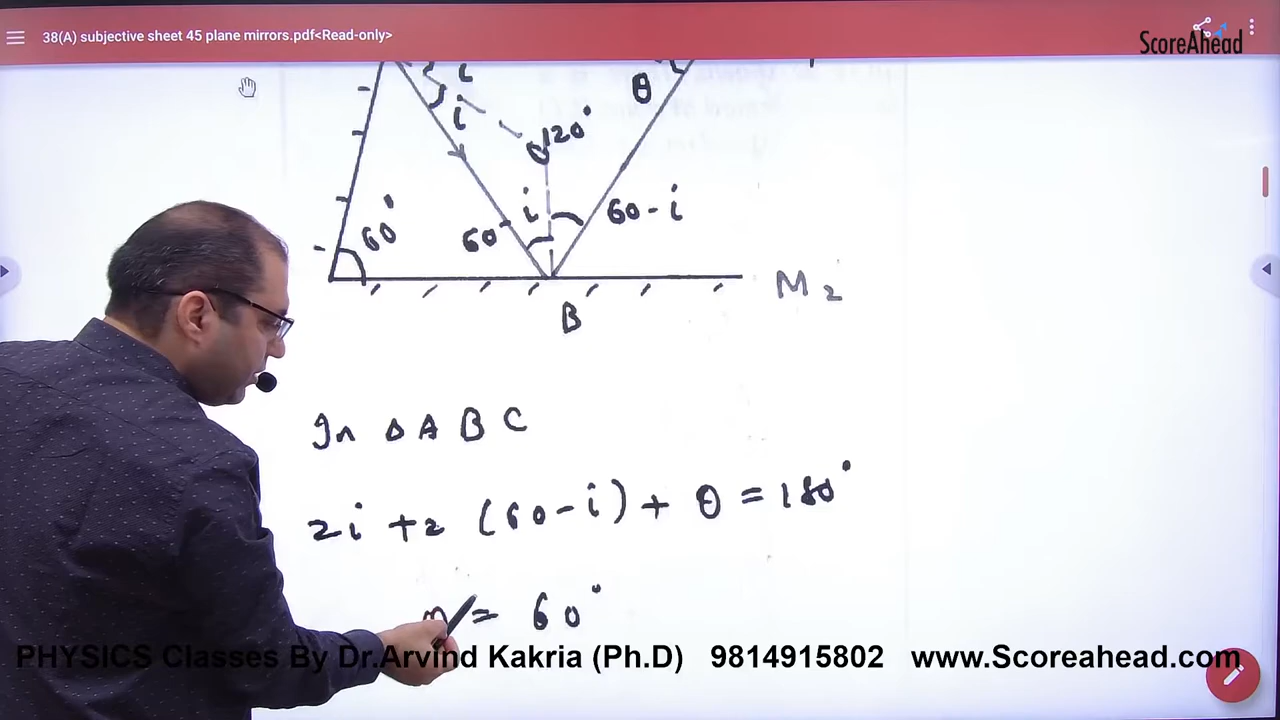 38(A) subjective sheet 45 plane mirrors.pdf<Read-only>
ScoreAhead
i
θ
i
120°
O
i
60 - i
60°
60 - i
M2
B
In Δ A B C
2i + 2 (60 - i) + θ = 180°
= 60°
PHYSICS Classes By Dr.Arvind Kakria (Ph.D) 9814915802 www.Scoreahead.com